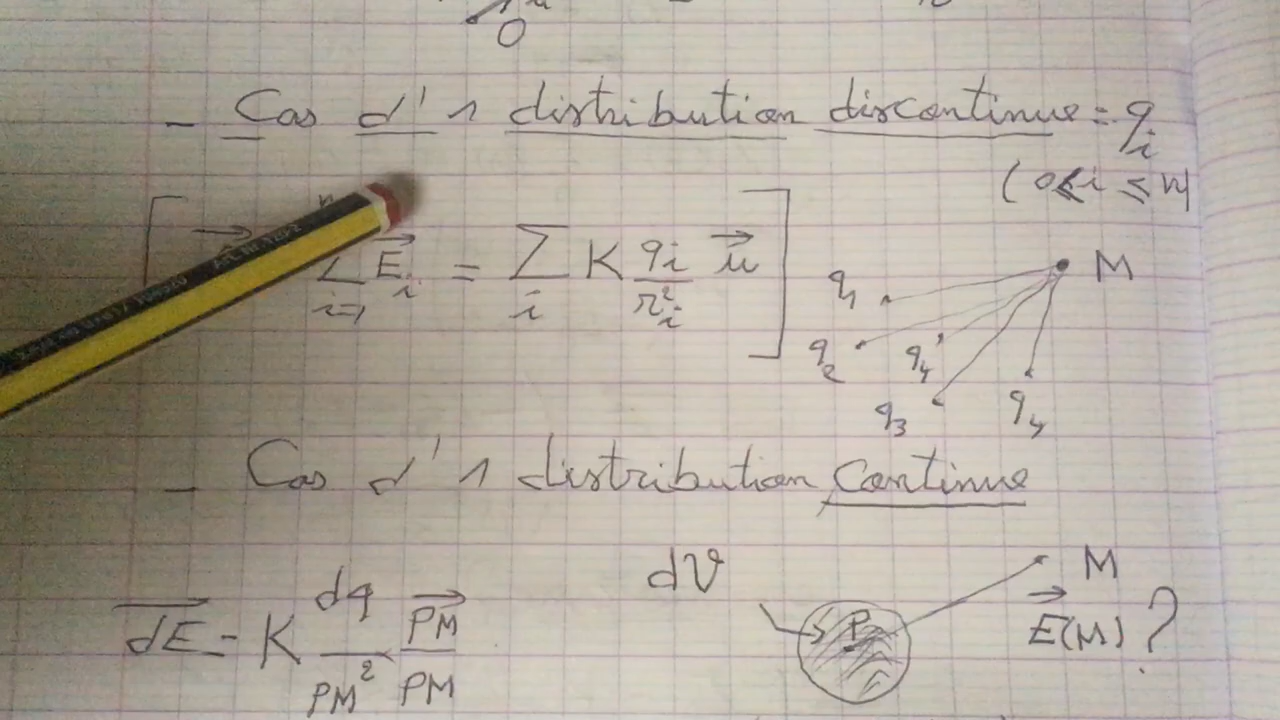 O
- Cas d'1 distribution discontinue : qi
(0 < i ≤ n)
n
∑ E⃗i = ∑ K qi/ri² u⃗
i=1 i
M
q1
q2 q4
q3 q4
- Cas d'1 distribution continue
dV M
dE⃗ = K dq/PM² PM⃗/PM P E⃗(M) ?